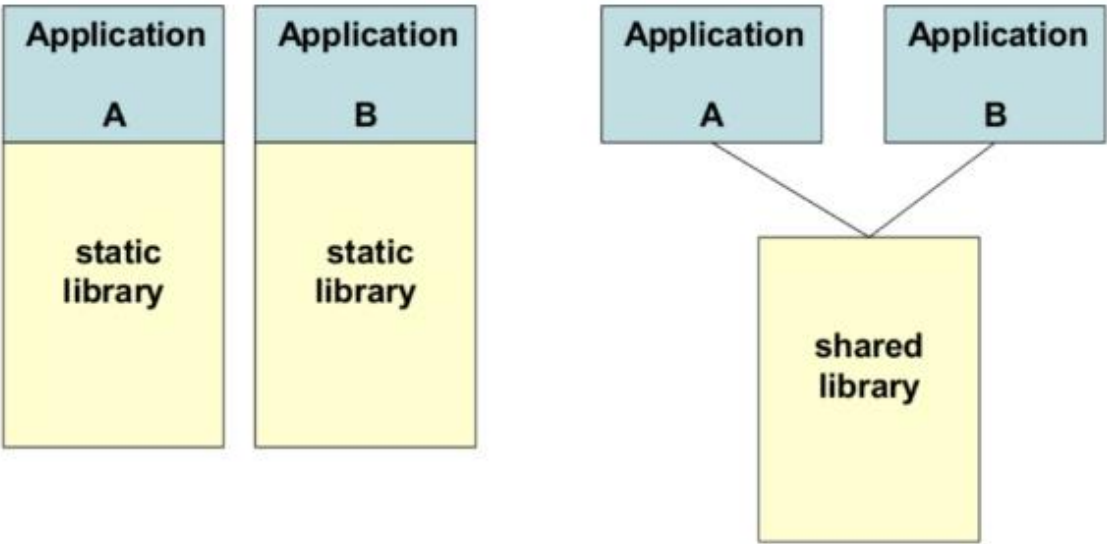 Application
A
static
library
Application
B
static
library
Application
A
Application
B
shared
library